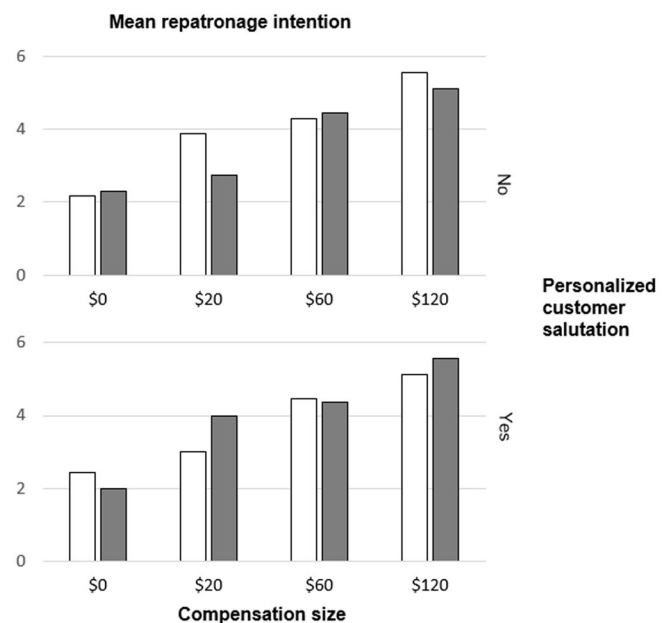 Mean repatronage intention
6
4
2
0
$0 $20 $60 $120
No
Personalized
customer
salutation
6
4
2
0
$0 $20 $60 $120
Yes
Compensation size